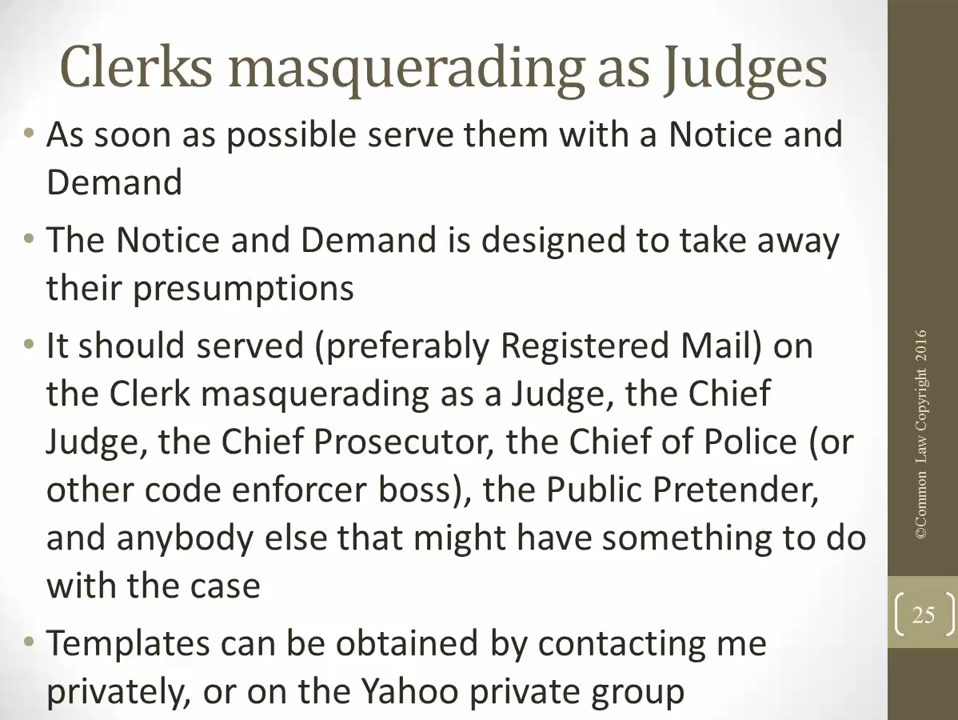 Clerks masquerading as Judges
• As soon as possible serve them with a Notice and
Demand
• The Notice and Demand is designed to take away
their presumptions
• It should served (preferably Registered Mail) on
the Clerk masquerading as a Judge, the Chief
Judge, the Chief Prosecutor, the Chief of Police (or
other code enforcer boss), the Public Pretender,
and anybody else that might have something to do
with the case
• Templates can be obtained by contacting me
privately, or on the Yahoo private group
©Common Law Copyright 2016
25